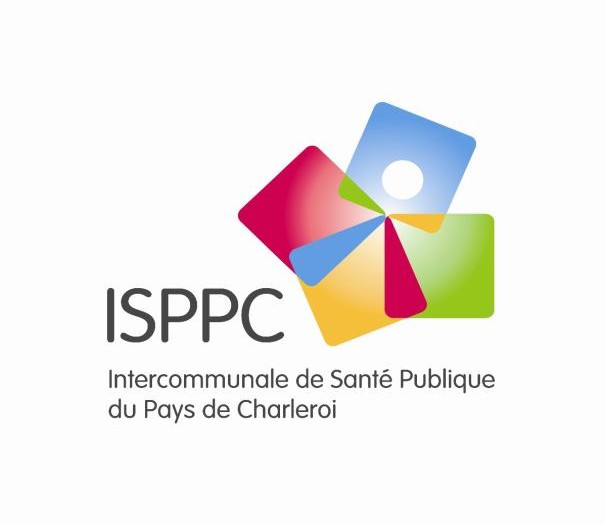 ISPPC
Intercommunale de Santé Publique
du Pays de Charleroi